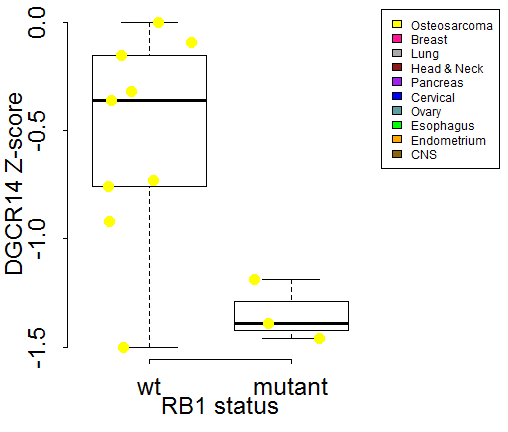 0.0
-0.5
-1.0
-1.5
DGCR14 Z-score
wt
mutant
RB1 status
Osteosarcoma
Breast
Lung
Head & Neck
Pancreas
Cervical
Ovary
Esophagus
Endometrium
CNS